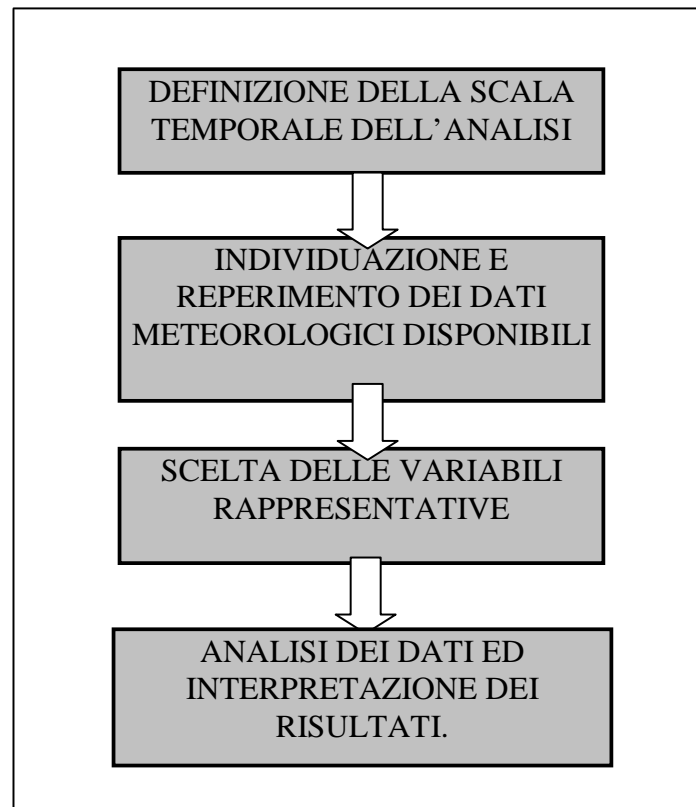 DEFINIZIONE DELLA SCALA
TEMPORALE DELL’ANALISI
INDIVIDUAZIONE E
REPERIMENTO DEI DATI
METEOROLOGICI DISPONIBILI
SCELTA DELLE VARIABILI
RAPPRESENTATIVE
ANALISI DEI DATI ED
INTERPRETAZIONE DEI
RISULTATI.